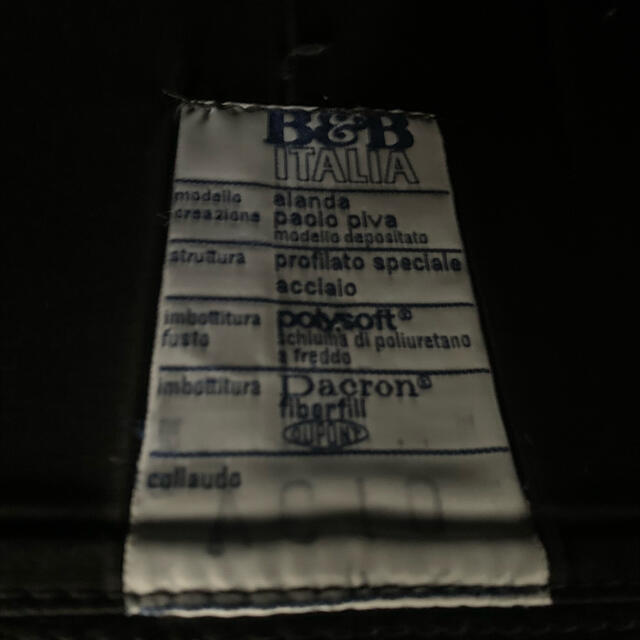 B&B
ITALIA
modello alanda
creazione paolo piva
modello depositato
struttura profilato speciale
acciaio
imbottitura polysoft®
fusto schiuma di poliuretano
a freddo
imbottitura Dacron®
fiberfill
DUPONT
collaudo